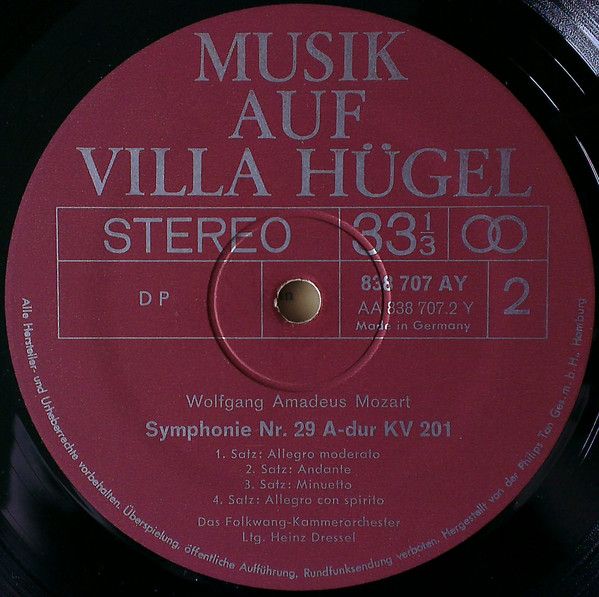 MUSIK
AUF
VILLA HÜGEL
STEREO
33 1/3
DP
838 707 AY
AA 838 707.2 Y
Made in Germany
2
Wolfgang Amadeus Mozart
Symphonie Nr. 29 A-dur KV 201
1. Satz: Allegro moderato
2. Satz: Andante
3. Satz: Minuetto
4. Satz: Allegro con spirito
Das Folkwang-Kammerorchester
Ltg. Heinz Dressel
Alle Hersteller- und Urheberrechte vorbehalten. Überspielung, öffentliche Aufführung, Rundfunksendung verboten. Hergestellt von der Philips Ton Ges.m.b.H., Hamburg